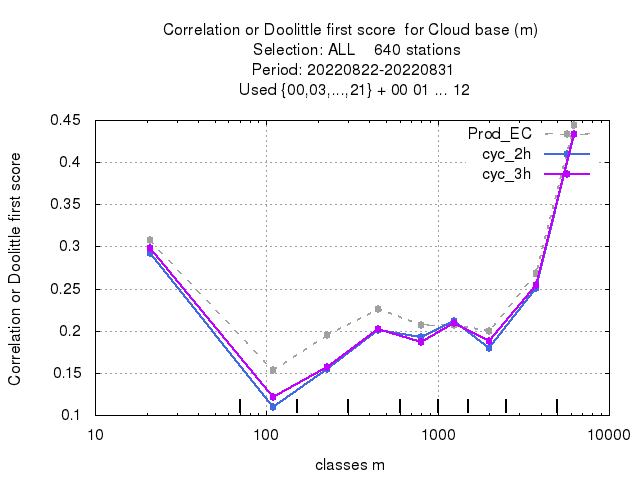 Correlation or Doolittle first score  for Cloud base (m)
Selection: ALL    640 stations
Period: 20220822-20220831
Used {00,03,...,21} + 00 01 ... 12
Correlation or Doolittle first score
0.45
0.4
0.35
0.3
0.25
0.2
0.15
0.1
Prod_EC
cyc_2h
cyc_3h
10 100 1000 10000
classes m